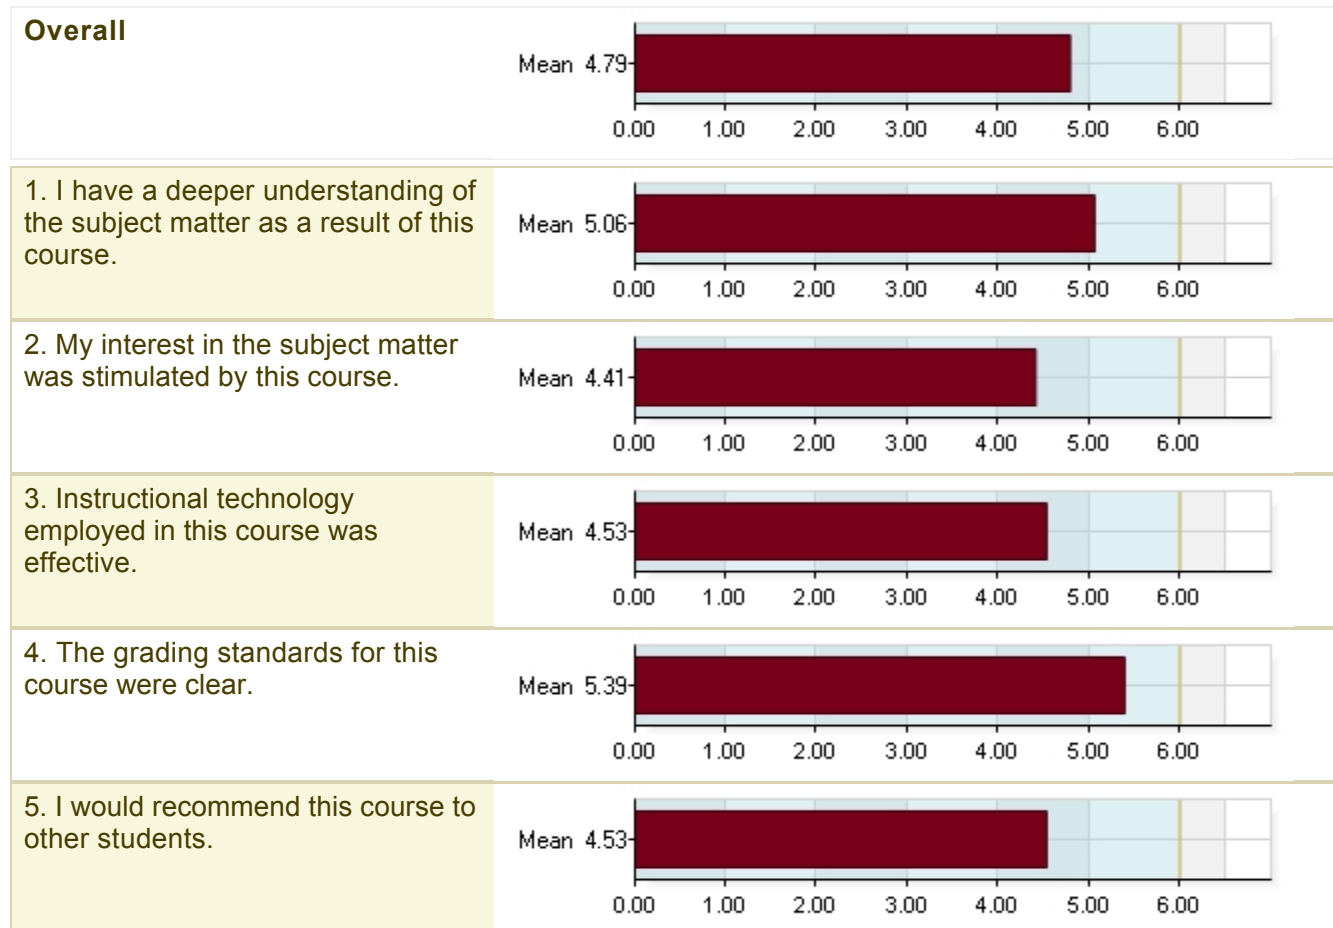 Overall
Mean 4.79
0.00 1.00 2.00 3.00 4.00 5.00 6.00
1. I have a deeper understanding of
the subject matter as a result of this
course.
Mean 5.06
0.00 1.00 2.00 3.00 4.00 5.00 6.00
2. My interest in the subject matter
was stimulated by this course.
Mean 4.41
0.00 1.00 2.00 3.00 4.00 5.00 6.00
3. Instructional technology
employed in this course was
effective.
Mean 4.53
0.00 1.00 2.00 3.00 4.00 5.00 6.00
4. The grading standards for this
course were clear.
Mean 5.39
0.00 1.00 2.00 3.00 4.00 5.00 6.00
5. I would recommend this course to
other students.
Mean 4.53
0.00 1.00 2.00 3.00 4.00 5.00 6.00